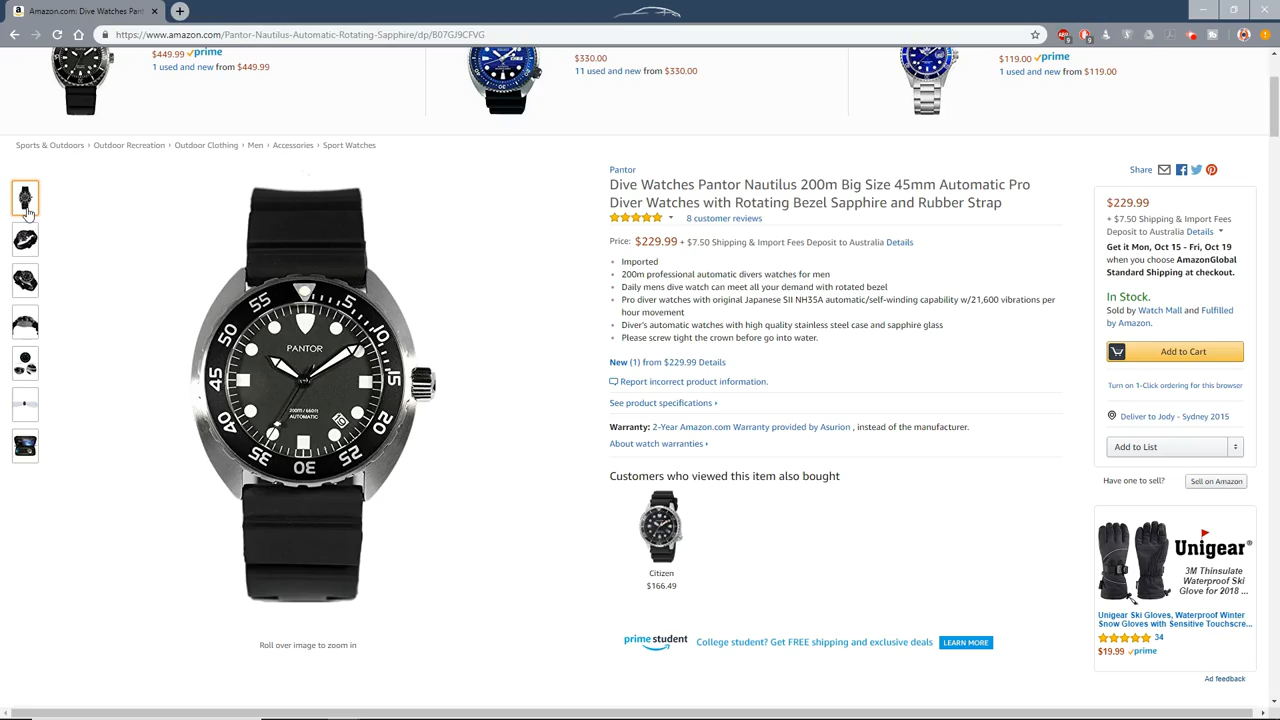 Amazon.com: Dive Watches Pant
https://www.amazon.com/Pantor-Nautilus-Automatic-Rotating-Sapphire/dp/B07GJ9CFVG
$449.99 prime
1 used and new from $449.99
$330.00
11 used and new from $330.00
$119.00 prime
1 used and new from $119.00
Sports & Outdoors › Outdoor Recreation › Outdoor Clothing › Men › Accessories › Sport Watches
55 5 10 15 20 25 30 35 40 45 50
PANTOR
200m / 660ft
AUTOMATIC
Roll over image to zoom in
Pantor
Dive Watches Pantor Nautilus 200m Big Size 45mm Automatic Pro
Diver Watches with Rotating Bezel Sapphire and Rubber Strap
8 customer reviews
Price: $229.99 + $7.50 Shipping & Import Fees Deposit to Australia Details
Imported
200m professional automatic divers watches for men
Daily mens dive watch can meet all your demand with rotated bezel
Pro diver watches with original Japanese SII NH35A automatic/self-winding capability w/21,600 vibrations per
hour movement
Diver's automatic watches with high quality stainless steel case and sapphire glass
Please screw tight the crown before go into water.
New (1) from $229.99 Details
Report incorrect product information.
See product specifications ›
Warranty: 2-Year Amazon.com Warranty provided by Asurion , instead of the manufacturer.
About watch warranties ›
Customers who viewed this item also bought
Citizen
$166.49
prime student College student? Get FREE shipping and exclusive deals LEARN MORE
Share
$229.99
+ $7.50 Shipping & Import Fees
Deposit to Australia Details
Get it Mon, Oct 15 - Fri, Oct 19
when you choose AmazonGlobal
Standard Shipping at checkout.
In Stock.
Sold by Watch Mall and Fulfilled
by Amazon.
Add to Cart
Turn on 1-Click ordering for this browser
Deliver to Jody - Sydney 2015
Add to List
Have one to sell? Sell on Amazon
Unigear®
3M Thinsulate
Waterproof Ski
Glove for 2018 ...
Unigear Ski Gloves, Waterproof Winter
Snow Gloves with Sensitive Touchscre...
34
$19.99 prime
Ad feedback